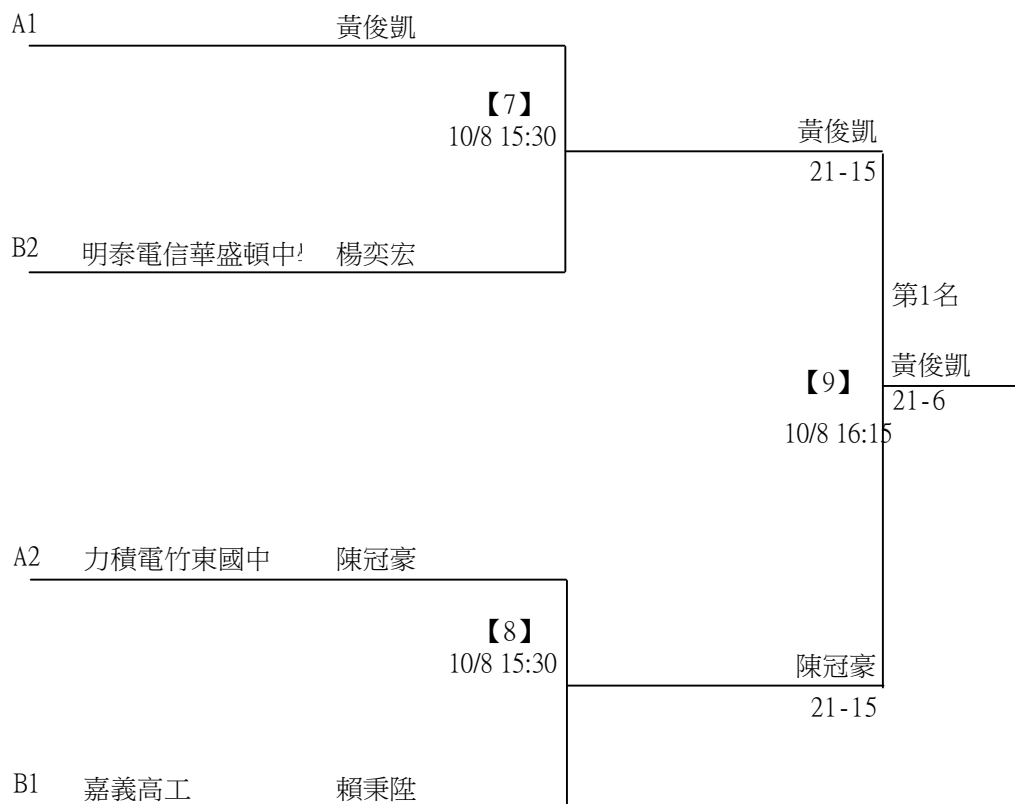 A1 黃俊凱
【7】
10/8 15:30
黃俊凱
21-15
B2 明泰電信華盛頓中 楊奕宏
第1名
【9】
黃俊凱
21-6
10/8 16:15
A2 力積電竹東國中 陳冠豪
【8】
10/8 15:30
陳冠豪
21-15
B1 嘉義高工 賴秉陞